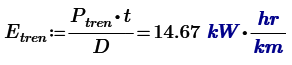 E_tren := P_tren • t / D = 14.67 kW • hr / km